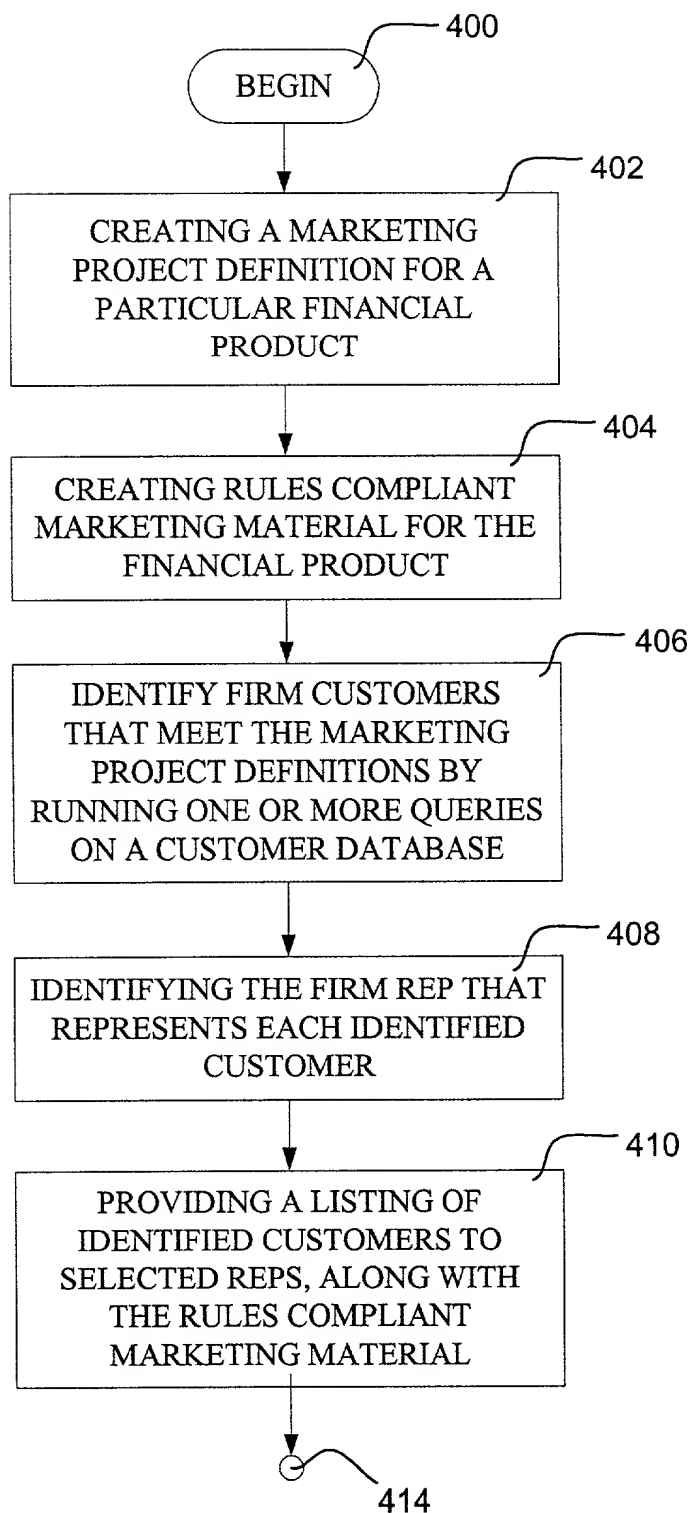 400
BEGIN
402
CREATING A MARKETING
PROJECT DEFINITION FOR A
PARTICULAR FINANCIAL
PRODUCT
404
CREATING RULES COMPLIANT
MARKETING MATERIAL FOR THE
FINANCIAL PRODUCT
406
IDENTIFY FIRM CUSTOMERS
THAT MEET THE MARKETING
PROJECT DEFINITIONS BY
RUNNING ONE OR MORE QUERIES
ON A CUSTOMER DATABASE
408
IDENTIFYING THE FIRM REP THAT
REPRESENTS EACH IDENTIFIED
CUSTOMER
410
PROVIDING A LISTING OF
IDENTIFIED CUSTOMERS TO
SELECTED REPS, ALONG WITH
THE RULES COMPLIANT
MARKETING MATERIAL
414